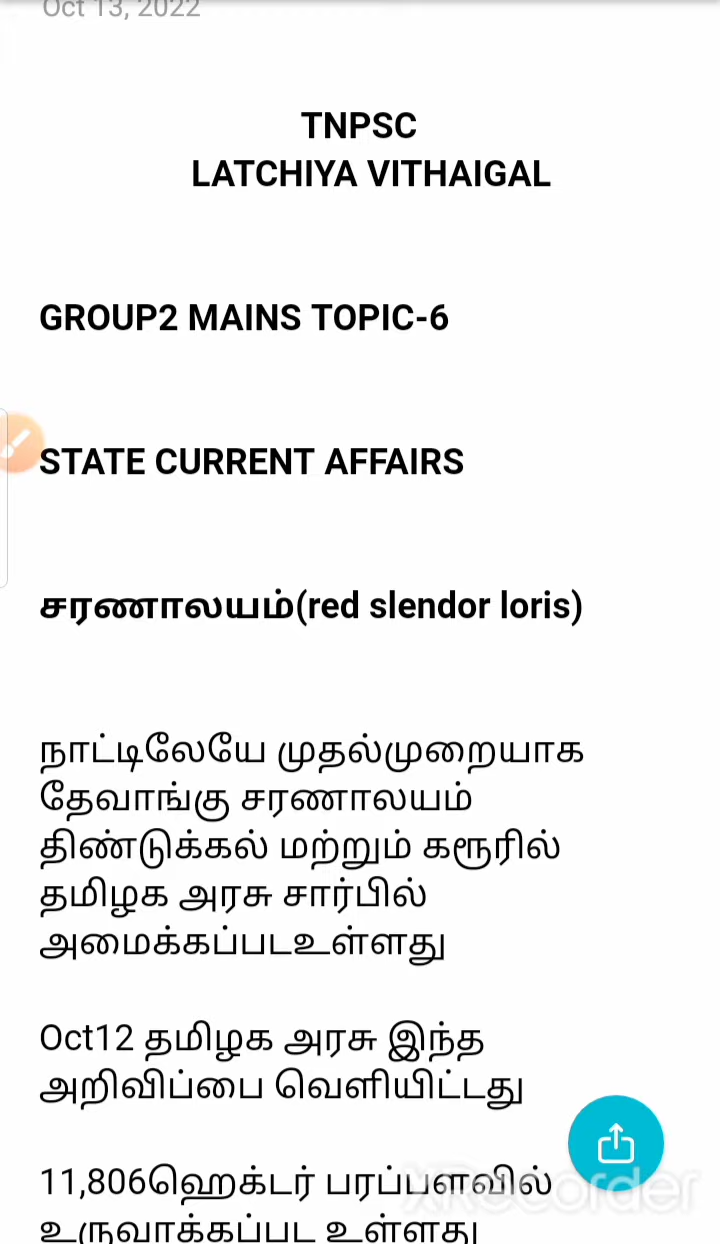 Oct 13, 2022
TNPSC
LATCHIYA VITHAIGAL
GROUP2 MAINS TOPIC-6
STATE CURRENT AFFAIRS
சரணாலயம்(red slendor loris)
நாட்டிலேயே முதல்முறையாக
தேவாங்கு சரணாலயம்
திண்டுக்கல் மற்றும் கரூரில்
தமிழக அரசு சார்பில்
அமைக்கப்படஉள்ளது
Oct12 தமிழக அரசு இந்த
அறிவிப்பை வெளியிட்டது
11,806ஹெக்டர் பரப்பளவில்
XRecorder
உருவாக்கப்பட உள்ளது